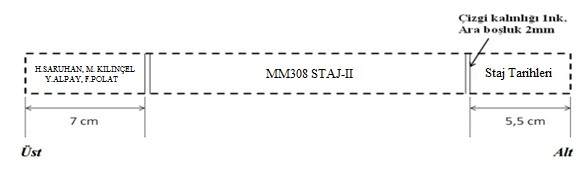 Çizgi kalınlığı 1nk,
Ara boşluk 2mm
H.SARUHAN, M. KILINÇEL
Y.ALPAY, F.POLAT
MM308 STAJ-II
Staj Tarihleri
7 cm
5,5 cm
Üst
Alt